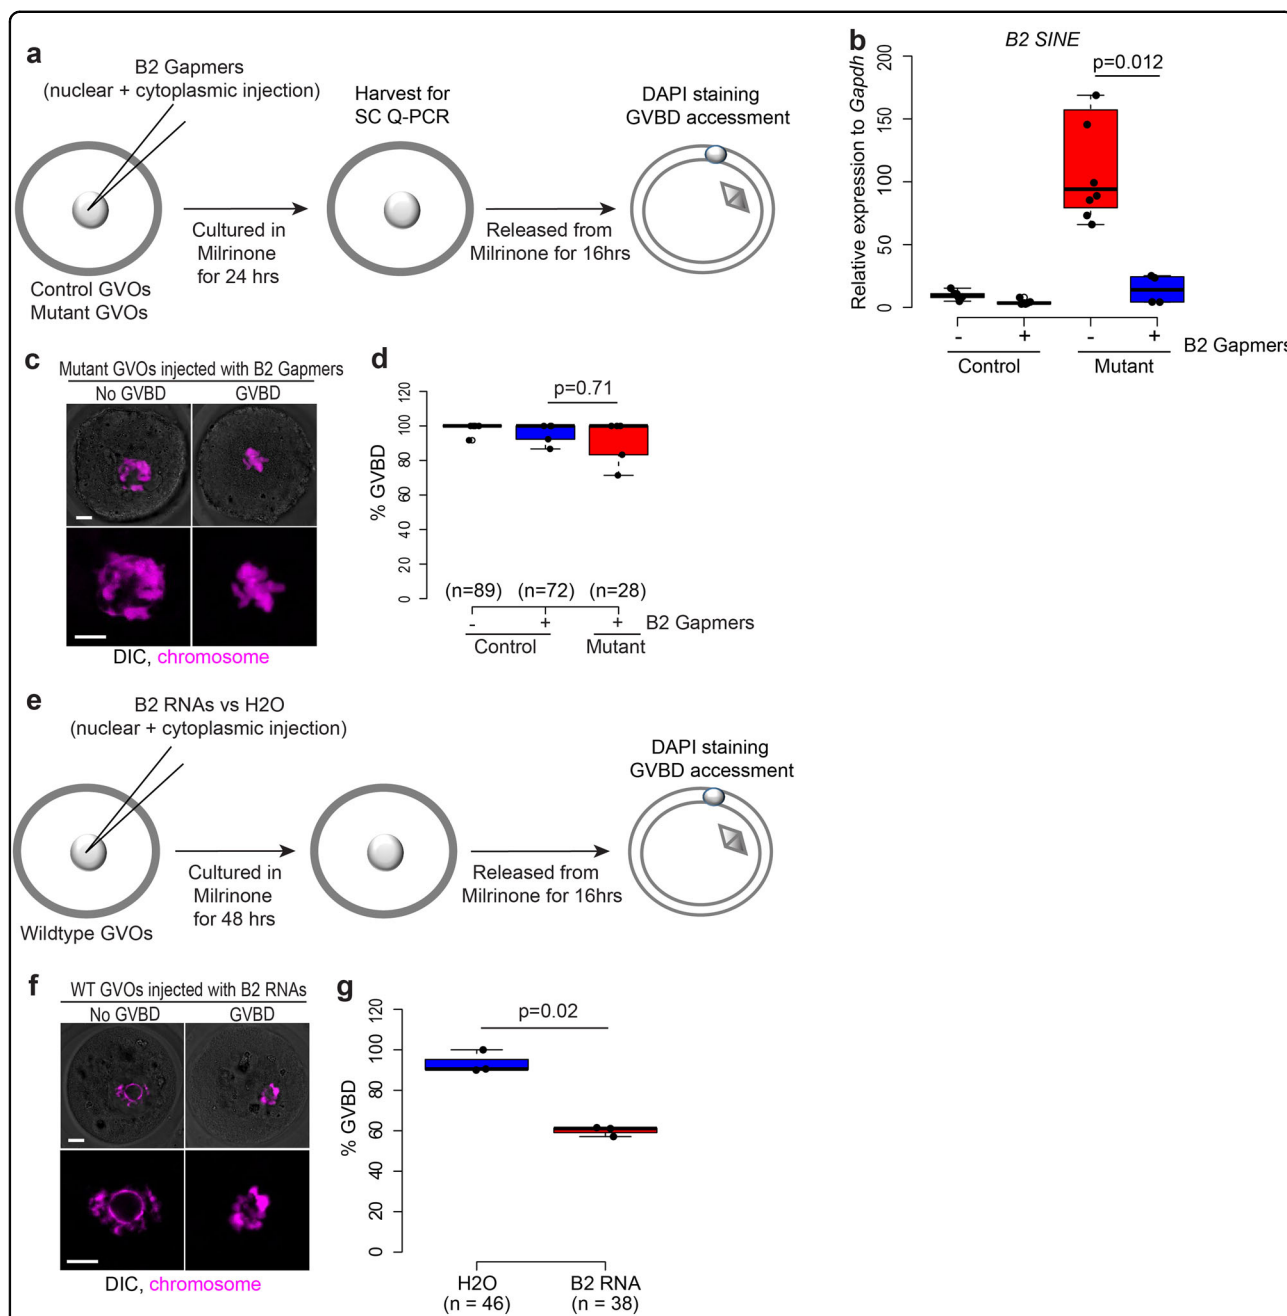 a
B2 Gapmers
(nuclear + cytoplasmic injection)
Harvest for
SC Q-PCR
DAPI staining
GVBD accessment
Cultured in
Milrinone
for 24 hrs
Released from
Milrinone for 16hrs
Control GVOs
Mutant GVOs
b
B2 SINE
p=0.012
Relative expression to Gapdh
200
150
100
50
0
- + - +
B2 Gapmers
Control Mutant
c
Mutant GVOs injected with B2 Gapmers
No GVBD GVBD
DIC, chromosome
d
p=0.71
% GVBD
120
100
80
60
40
20
0
(n=89) (n=72) (n=28)
- + + B2 Gapmers
Control Mutant
e
B2 RNAs vs H2O
(nuclear + cytoplasmic injection)
DAPI staining
GVBD accessment
Cultured in
Milrinone
for 48 hrs
Released from
Milrinone for 16hrs
Wildtype GVOs
f
WT GVOs injected with B2 RNAs
No GVBD GVBD
DIC, chromosome
g
p=0.02
% GVBD
120
100
80
60
40
20
0
H2O B2 RNA
(n = 46) (n = 38)